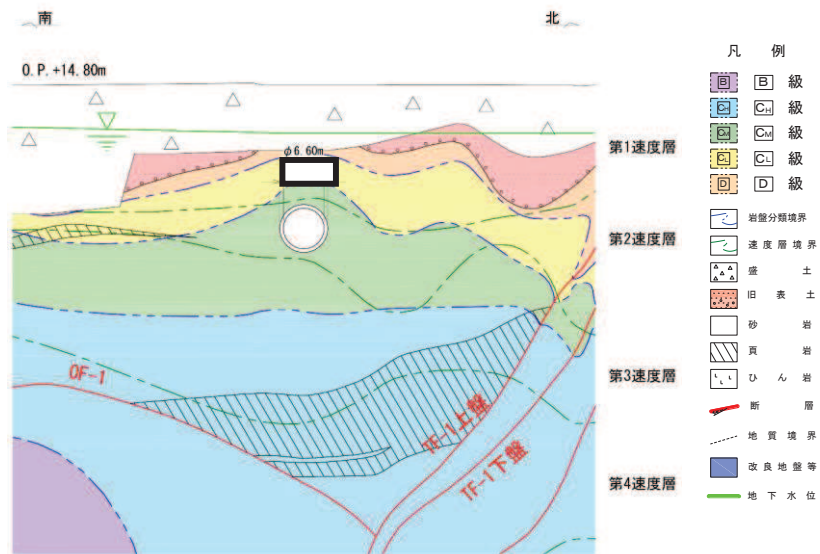 南
北
O.P.+14.80m
φ6.60m
OF-1
TF-1上盤
TF-1下盤
第1速度層
第2速度層
第3速度層
第4速度層
凡 例
B B 級
CH CH 級
CM CM 級
CL CL 級
D D 級
岩盤分類境界
速度層境界
盛 土
旧 表 土
砂 岩
頁 岩
ひ ん 岩
断 層
地 質 境 界
改 良 地 盤 等
地 下 水 位